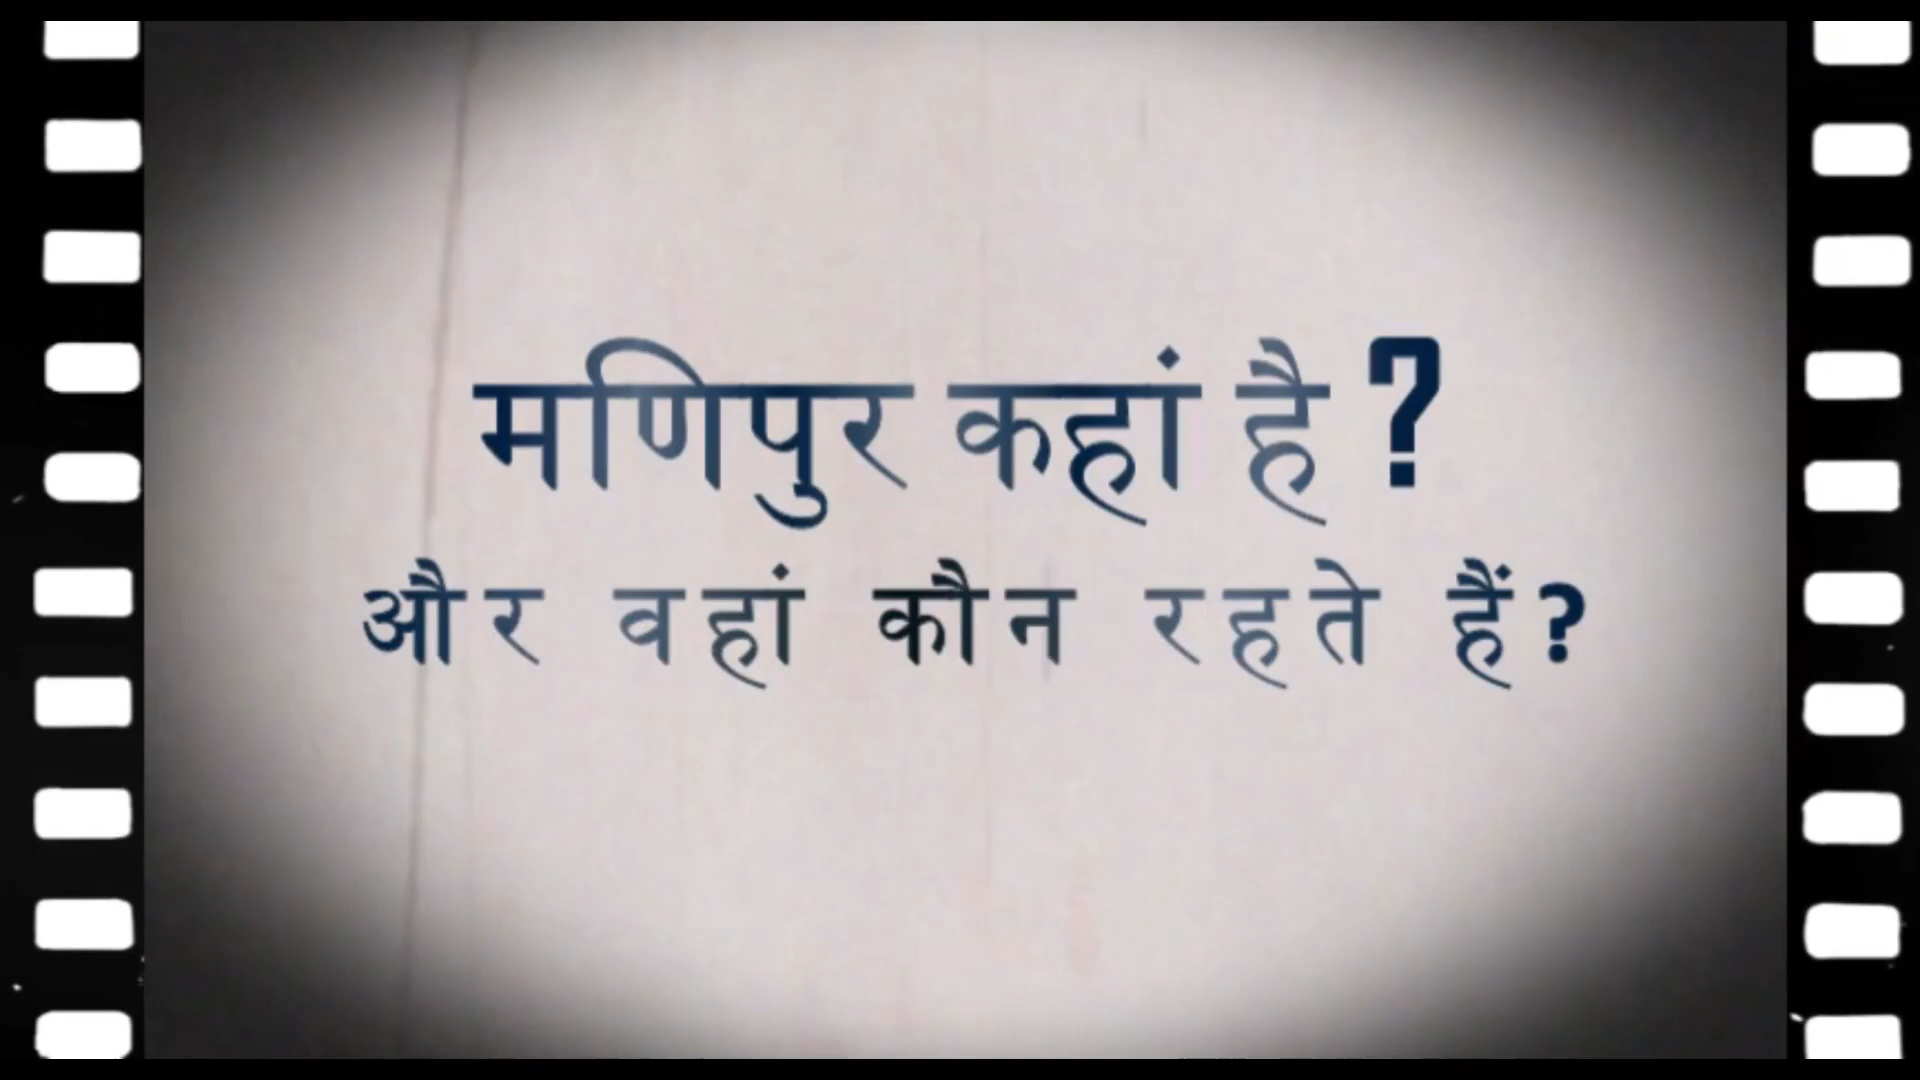 मणिपुर कहां है ?
और वहां कौन रहते हैं?